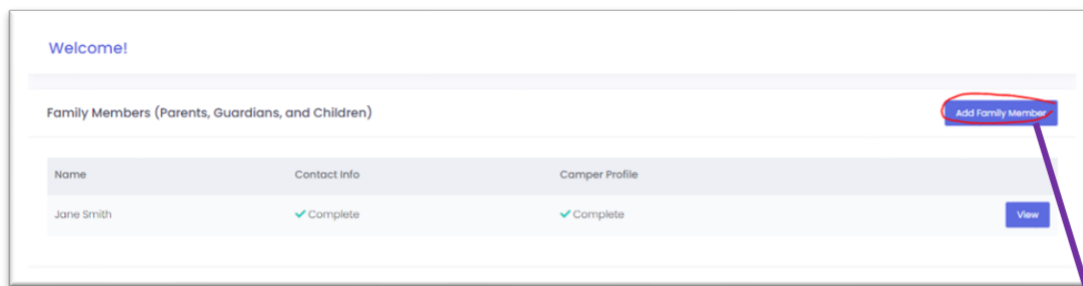 Welcome!
Family Members (Parents, Guardians, and Children)
Add Family Member
Name Contact Info Camper Profile
Jane Smith Complete Complete View